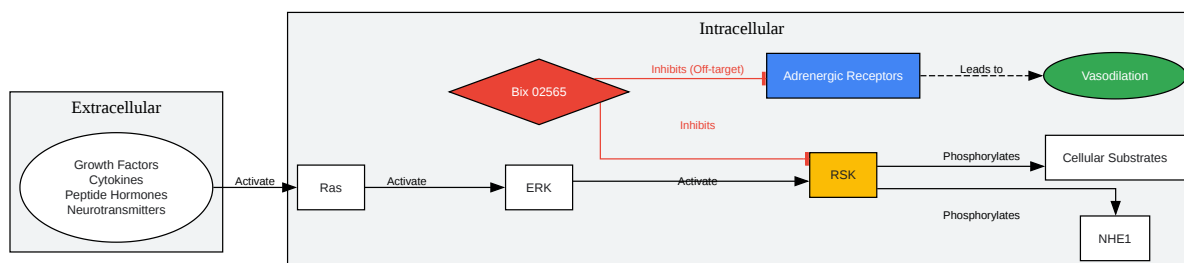 Intracellular
Inhibits (Off-target)
Adrenergic Receptors
Leads to
Vasodilation
Bix 02565
Extracellular
Inhibits
Growth Factors
Cytokines
Peptide Hormones
Neurotransmitters
Activate
Ras
Activate
ERK
Activate
RSK
Phosphorylates
Cellular Substrates
Phosphorylates
NHE1